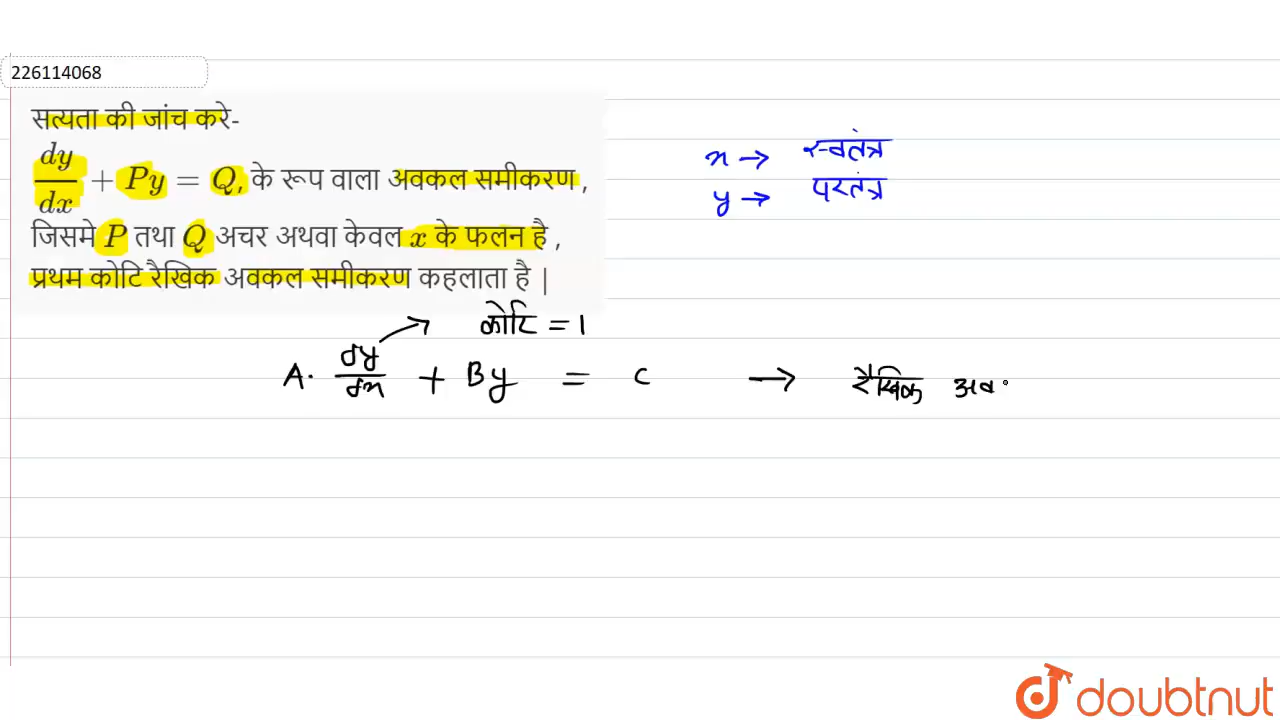 226114068
सत्यता की जांच करे-
dy/dx + Py = Q, के रूप वाला अवकल समीकरण ,
जिसमे P तथा Q अचर अथवा केवल x के फलन है ,
प्रथम कोटि रैखिक अवकल समीकरण कहलाता है |
x → स्वतंत्र
y → परतंत्र
कोटि = 1
A. dy/dx + By = C → रैखिक अव
doubtnut